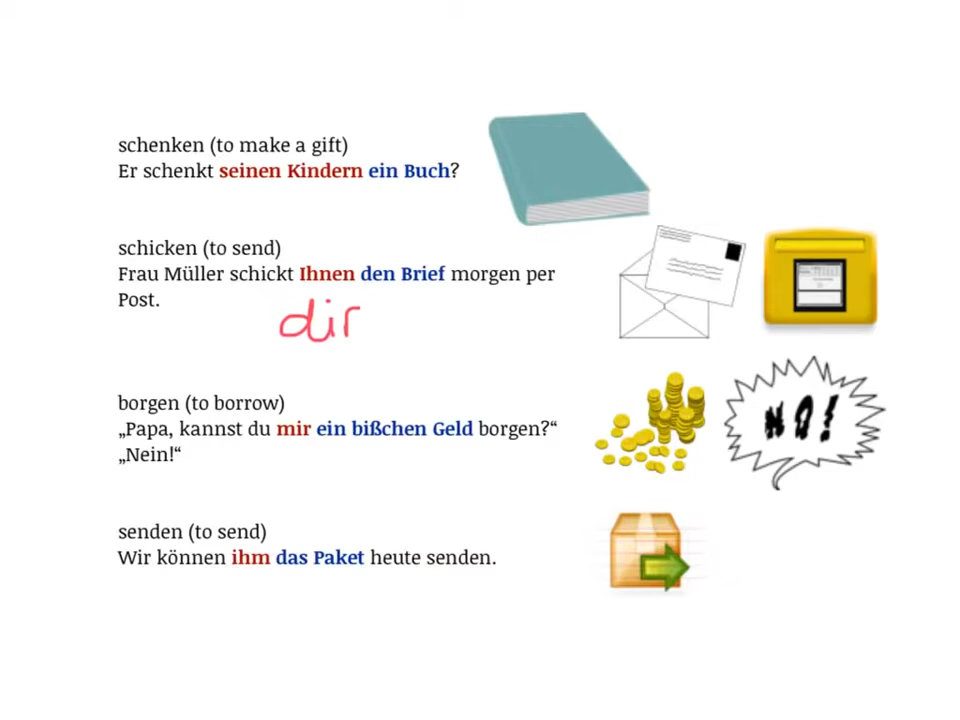 schenken (to make a gift)
Er schenkt seinen Kindern ein Buch?
schicken (to send)
Frau Müller schickt Ihnen den Brief morgen per
Post.
dir
borgen (to borrow)
„Papa, kannst du mir ein bißchen Geld borgen?“
„Nein!“
NO!
senden (to send)
Wir können ihm das Paket heute senden.